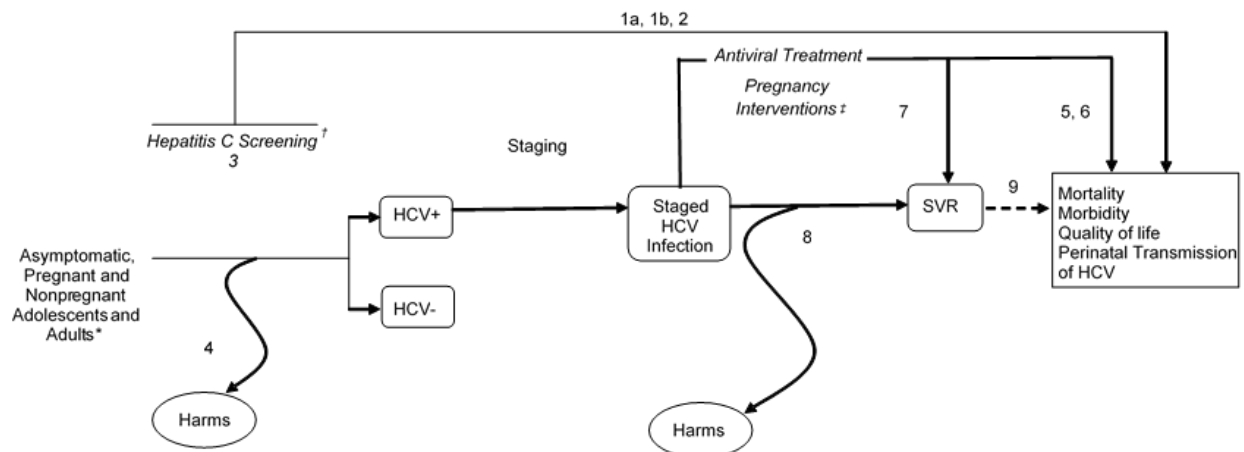 1a, 1b, 2
Antiviral Treatment
Pregnancy
Interventions‡
7
5, 6
Hepatitis C Screening†
3
Staging
HCV+
Staged
HCV
Infection
SVR
9
Mortality
Morbidity
Quality of life
Perinatal Transmission
of HCV
8
Asymptomatic,
Pregnant and
Nonpregnant
Adolescents and
Adults*
HCV-
4
Harms
Harms